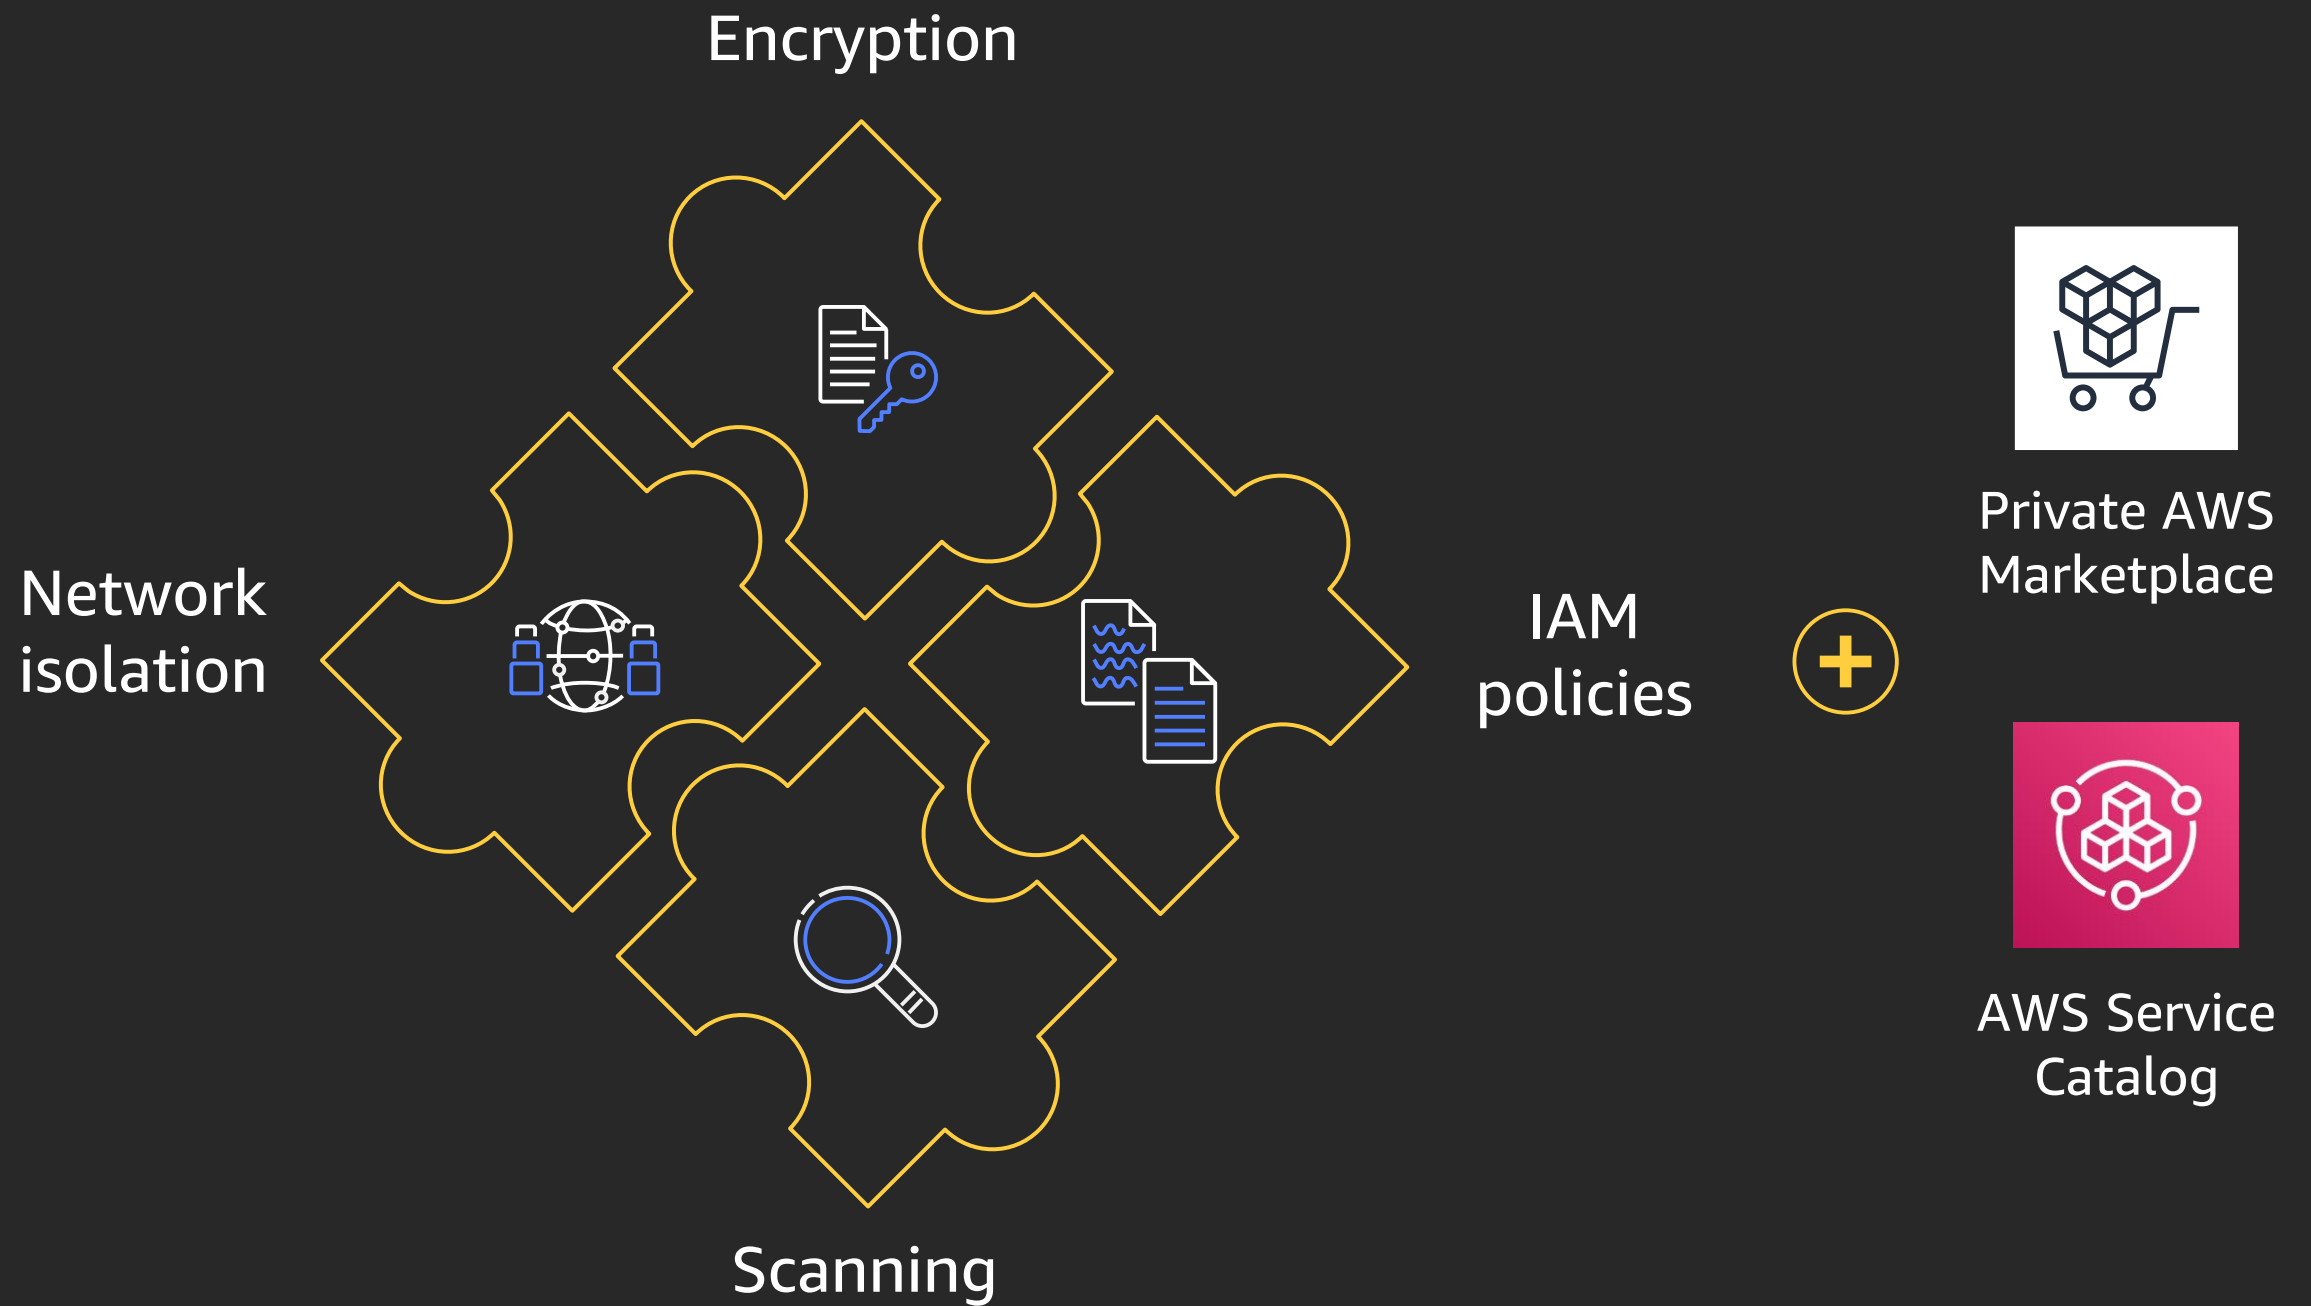 Encryption
Network
isolation
IAM
policies
Scanning
Private AWS
Marketplace
AWS Service
Catalog